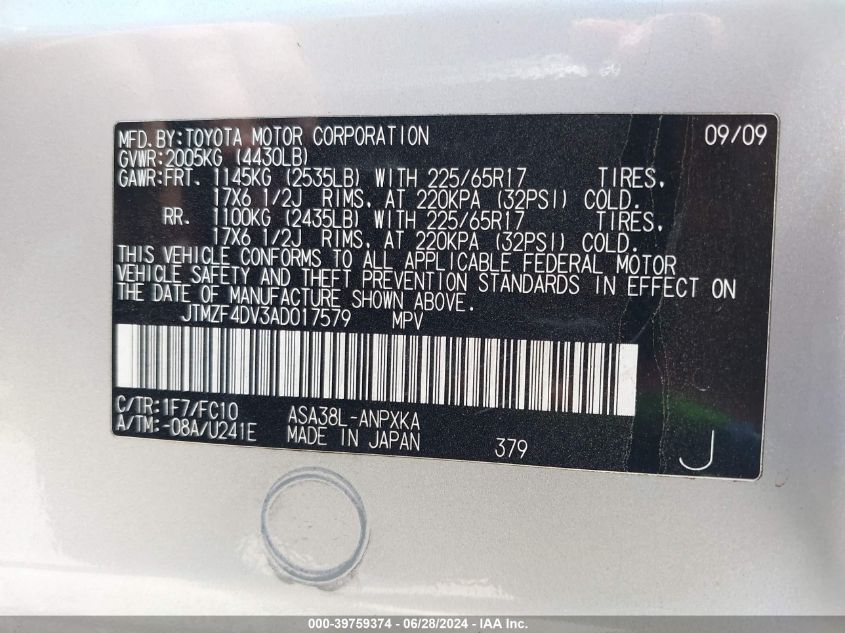 MFD.BY:TOYOTA MOTOR CORPORATION 09/09
GVWR:2005KG (4430LB)
GAWR:FRT. 1145KG (2535LB) WITH 225/65R17 TIRES,
17X6 1/2J RIMS, AT 220KPA (32PSI) COLD.
RR. 1100KG (2435LB) WITH 225/65R17 TIRES,
17X6 1/2J RIMS, AT 220KPA (32PSI) COLD.
THIS VEHICLE CONFORMS TO ALL APPLICABLE FEDERAL MOTOR
VEHICLE SAFETY AND THEFT PREVENTION STANDARDS IN EFFECT ON
THE DATE OF MANUFACTURE SHOWN ABOVE.
JTMZF4DV3AD017579 MPV
C/TR:1F7/FC10 ASA38L-ANPXKA
A/TM:-08A/U241E MADE IN JAPAN 379 J
000-39759374 / 06/28/2024 - IAA Inc.